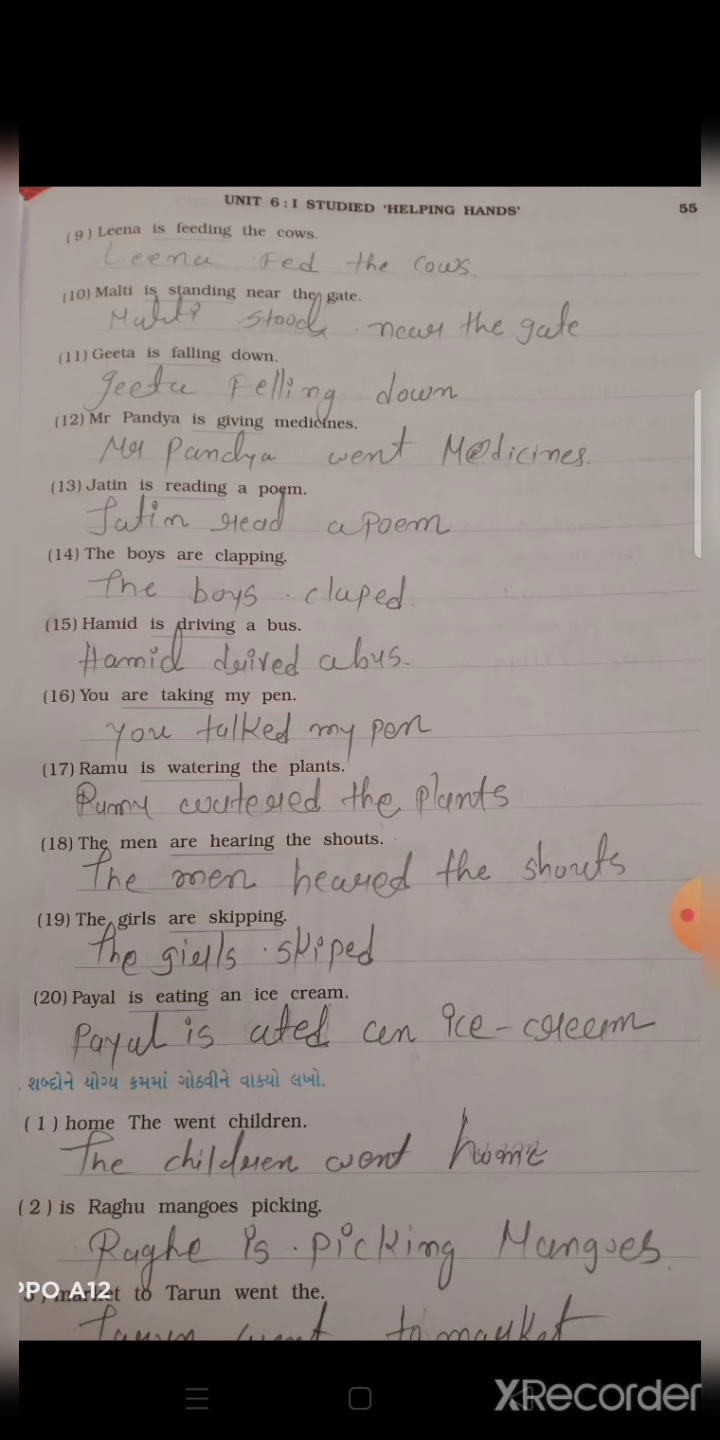 UNIT 6 : I STUDIED 'HELPING HANDS' 55
(9) Leena is feeding the cows.
Leena Fed the cows.
(10) Malti is standing near the gate.
Malti stood near the gate
(11) Geeta is falling down.
Geeta Felling down
(12) Mr Pandya is giving medicines.
Mr Pandya went Medicines.
(13) Jatin is reading a poem.
Jatin read a Poem
(14) The boys are clapping.
The boys claped
(15) Hamid is driving a bus.
Hamid drived a bus.
(16) You are taking my pen.
You talked my pen
(17) Ramu is watering the plants.
watered the plants
(18) The men are hearing the shouts.
The men heared the shouts
(19) The girls are skipping.
The girls skiped
(20) Payal is eating an ice cream.
Payal is ated an ice-cream
શબ્દોને યોગ્ય ક્રમમાં ગોઠવીને વાક્યો લખો.
(1) home The went children.
The children went home
(2) is Raghu mangoes picking.
Raghe is picking Mangoes
market to Tarun went the.
Tarun went to market
PPO A12
XRecorder